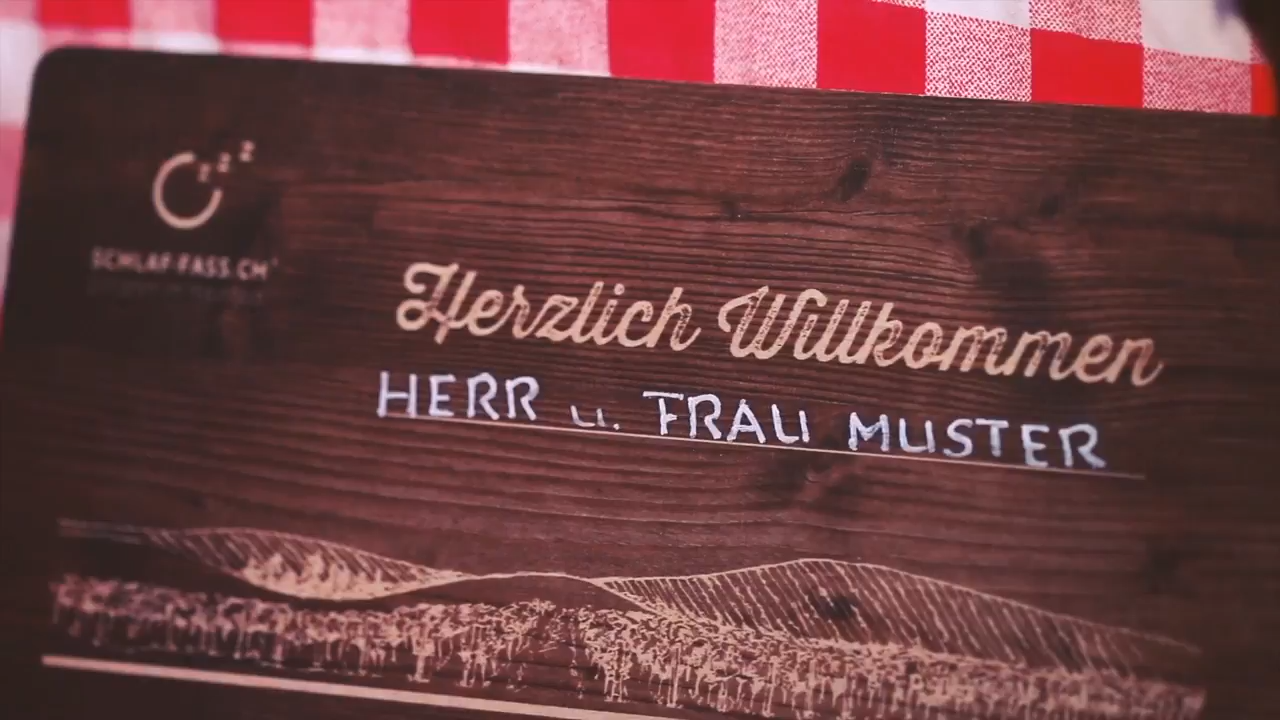 z z z
SCHLAF-FASS.CH
Herzlich Willkommen
HERR u. FRAU MUSTER